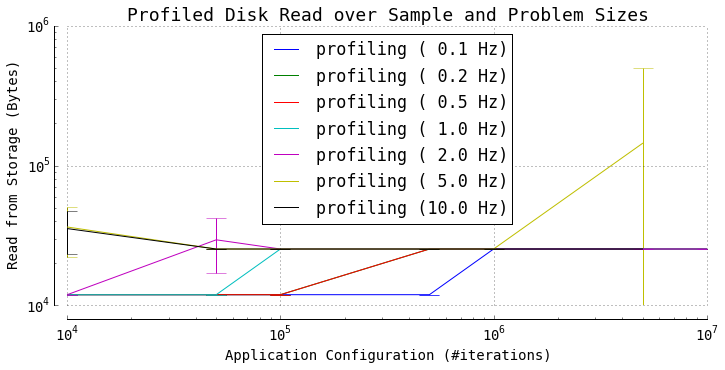 Profiled Disk Read over Sample and Problem Sizes
10^6
10^5
10^4
Read from Storage (Bytes)
profiling ( 0.1 Hz)
profiling ( 0.2 Hz)
profiling ( 0.5 Hz)
profiling ( 1.0 Hz)
profiling ( 2.0 Hz)
profiling ( 5.0 Hz)
profiling (10.0 Hz)
10^4 10^5 10^6 10^7
Application Configuration (#iterations)